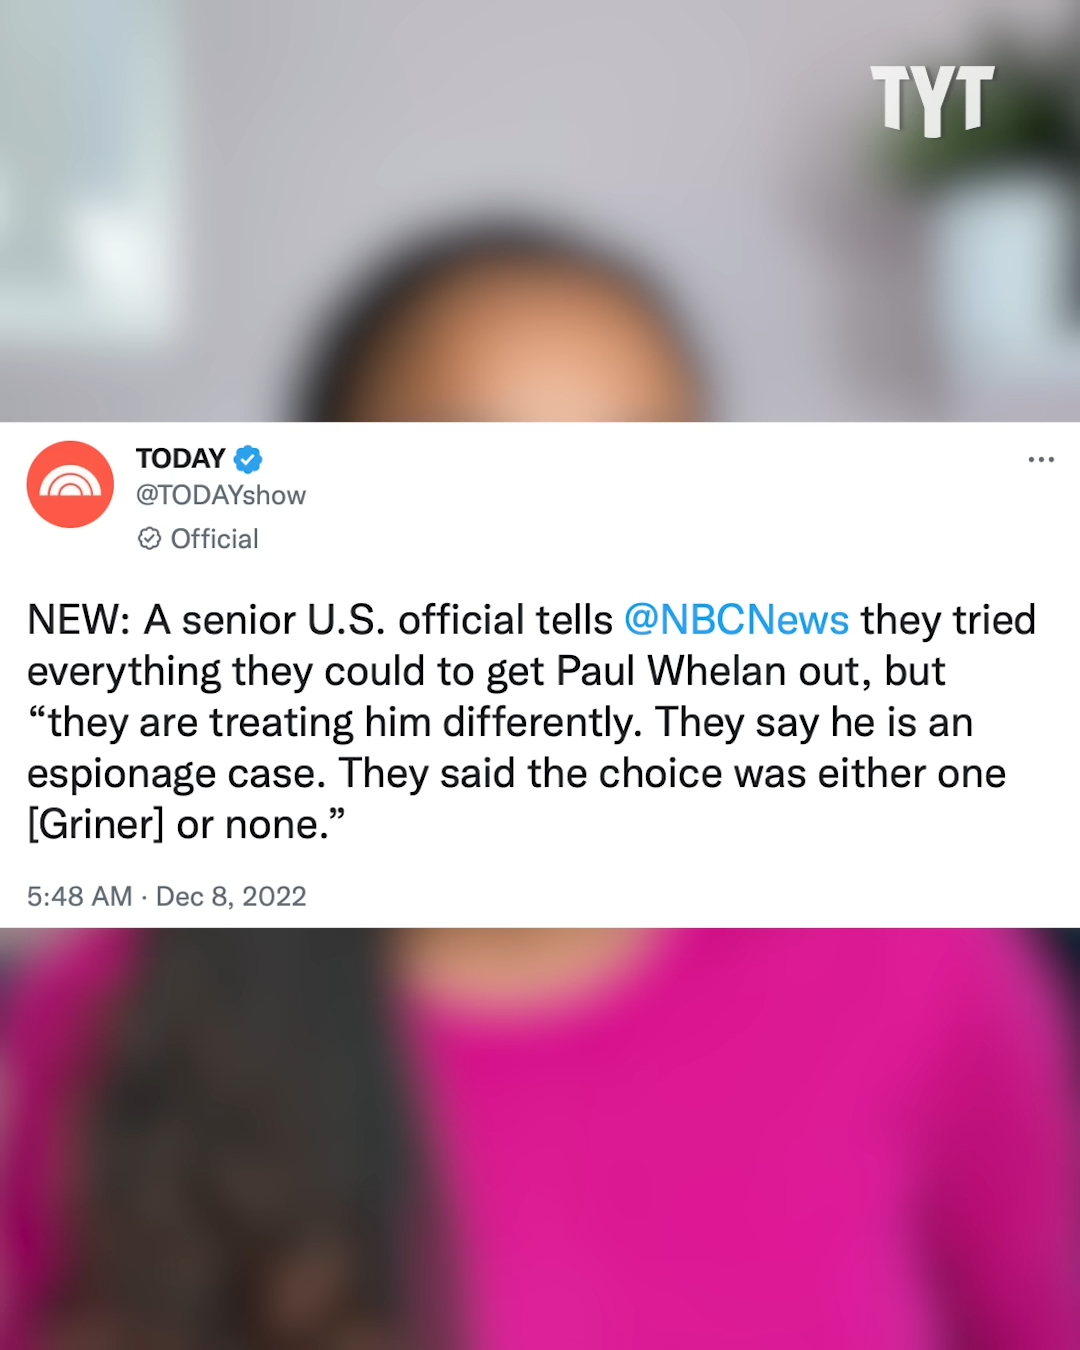 TYT
TODAY
@TODAYshow
Official
NEW: A senior U.S. official tells @NBCNews they tried
everything they could to get Paul Whelan out, but
“they are treating him differently. They say he is an
espionage case. They said the choice was either one
[Griner] or none.”
5:48 AM · Dec 8, 2022